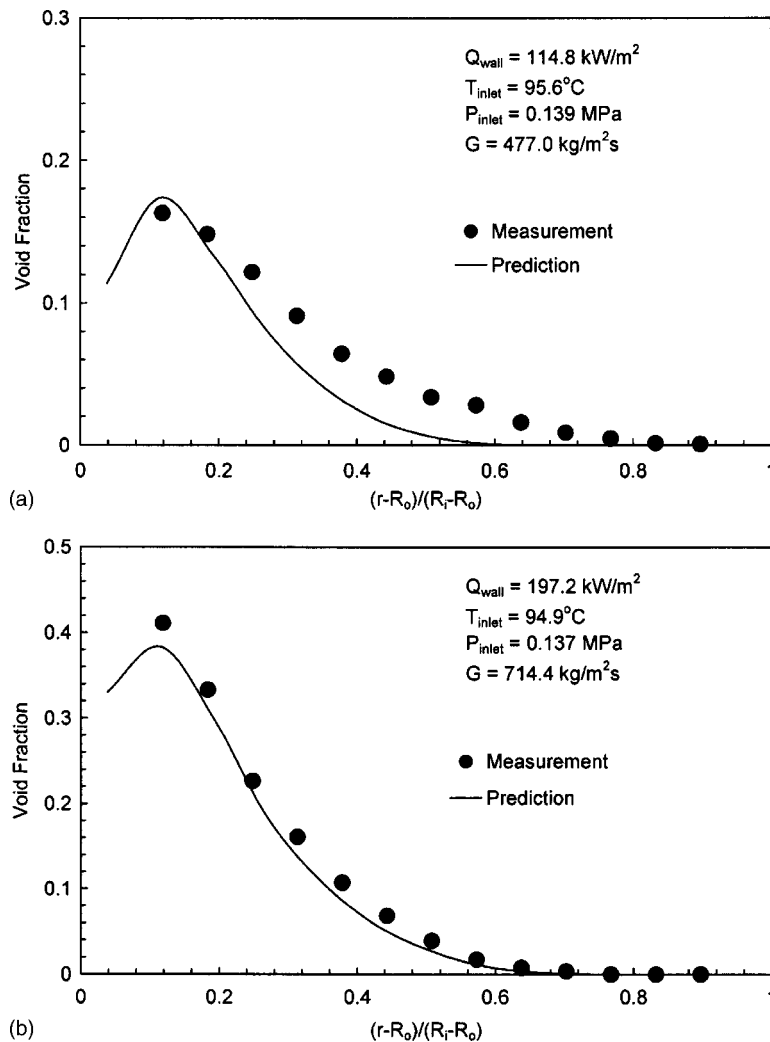 0.3
Q_wall = 114.8 kW/m²
T_inlet = 95.6°C
P_inlet = 0.139 MPa
G = 477.0 kg/m²s
0.2
Measurement
Prediction
Void Fraction
0.1
0
0 0.2 0.4 0.6 0.8 1
(a)
(r-R_o)/(R_i-R_o)
0.5
Q_wall = 197.2 kW/m²
T_inlet = 94.9°C
P_inlet = 0.137 MPa
G = 714.4 kg/m²s
0.4
0.3
Measurement
Prediction
Void Fraction
0.2
0.1
0
0 0.2 0.4 0.6 0.8 1
(b)
(r-R_o)/(R_i-R_o)